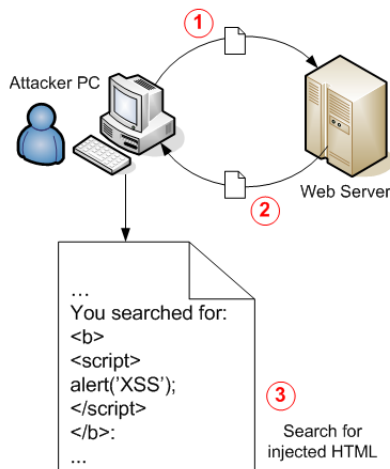 1
Attacker PC
Web Server
2
...
You searched for:
<b>
<script>
alert('XSS');
</script>
</b>:
...
3
Search for
injected HTML